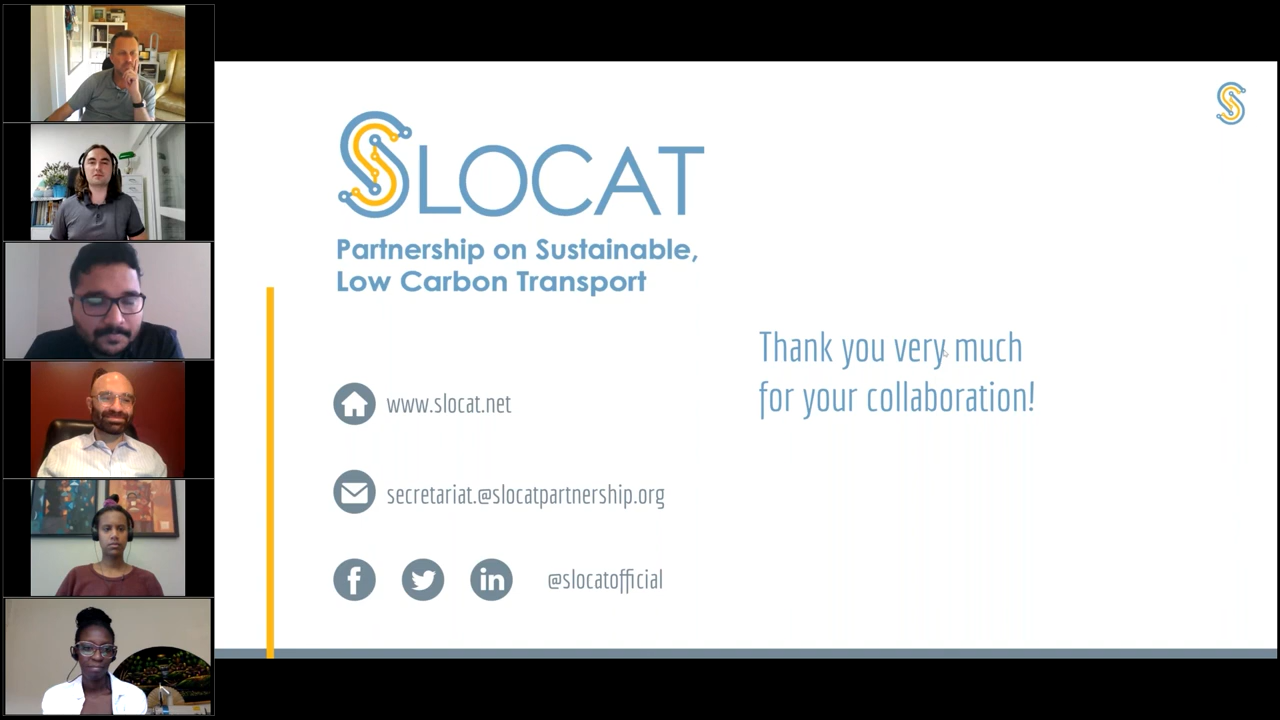 SLOCAT
Partnership on Sustainable,
Low Carbon Transport
Thank you very much
for your collaboration!
www.slocat.net
secretariat.@slocatpartnership.org
@slocatofficial